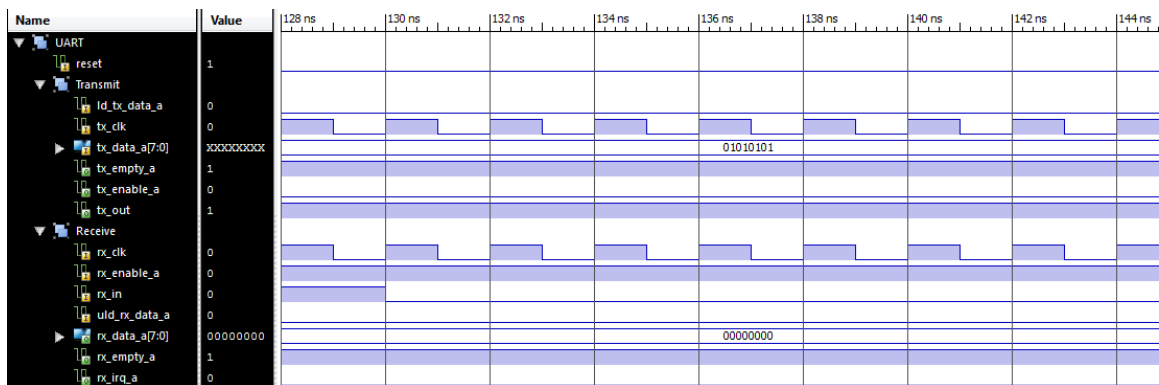 Name Value 128 ns 130 ns 132 ns 134 ns 136 ns 138 ns 140 ns 142 ns 144 ns
UART
reset 1
Transmit
ld_tx_data_a 0
tx_clk 0
tx_data_a[7:0] XXXXXXXX 01010101
tx_empty_a 1
tx_enable_a 0
tx_out 1
Receive
rx_clk 0
rx_enable_a 0
rx_in 0
uld_rx_data_a 0
rx_data_a[7:0] 00000000 00000000
rx_empty_a 1
rx_irq_a 0